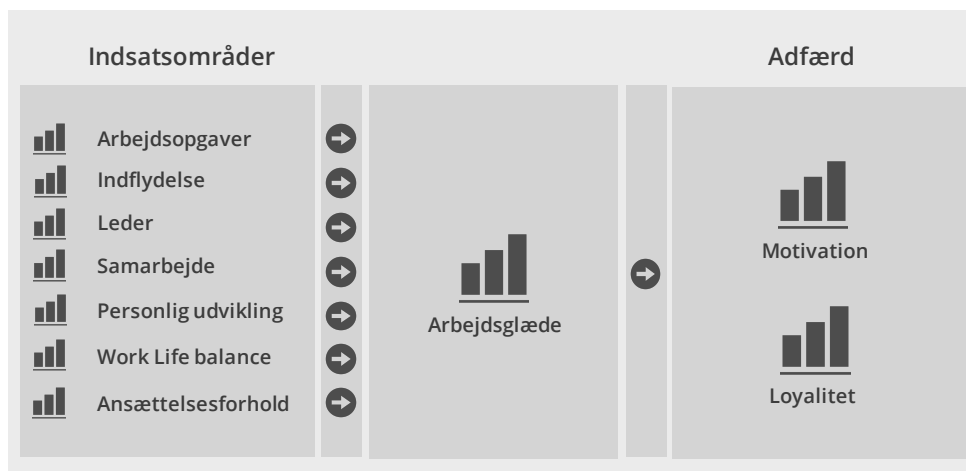 Indsatsområder
Adfærd
Arbejdsopgaver
Indflydelse
Leder
Samarbejde
Personlig udvikling
Work Life balance
Ansættelsesforhold
Arbejdsglæde
Motivation
Loyalitet